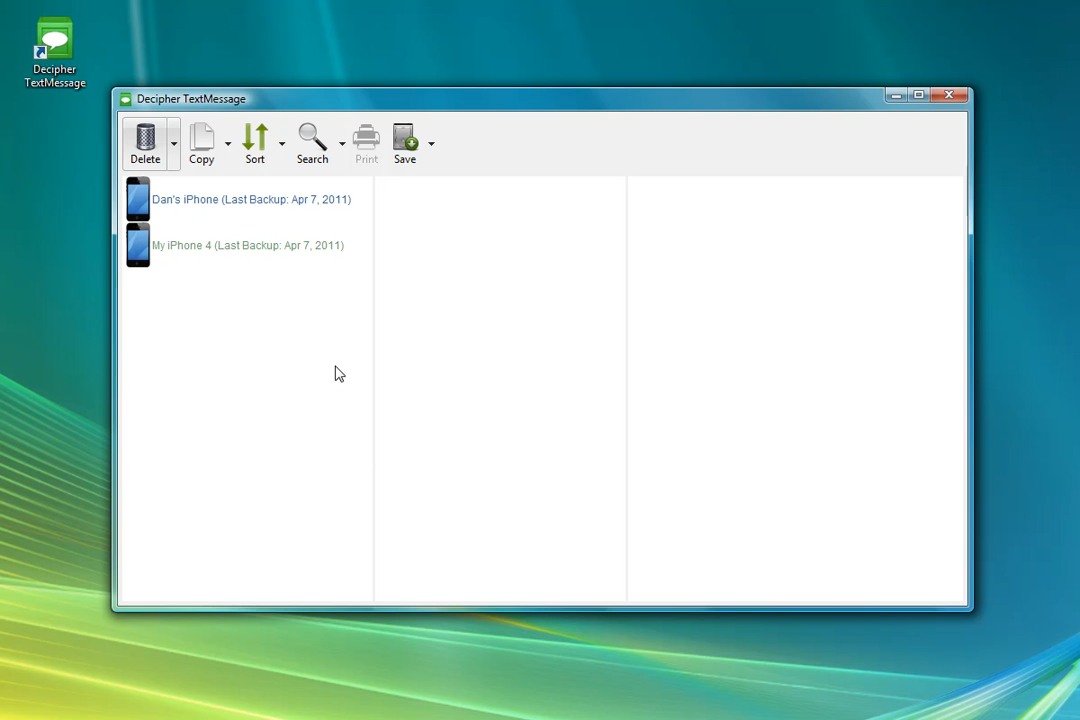 Decipher
TextMessage
Decipher TextMessage
Delete Copy Sort Search Print Save
Dan's iPhone (Last Backup: Apr 7, 2011)
My iPhone 4 (Last Backup: Apr 7, 2011)